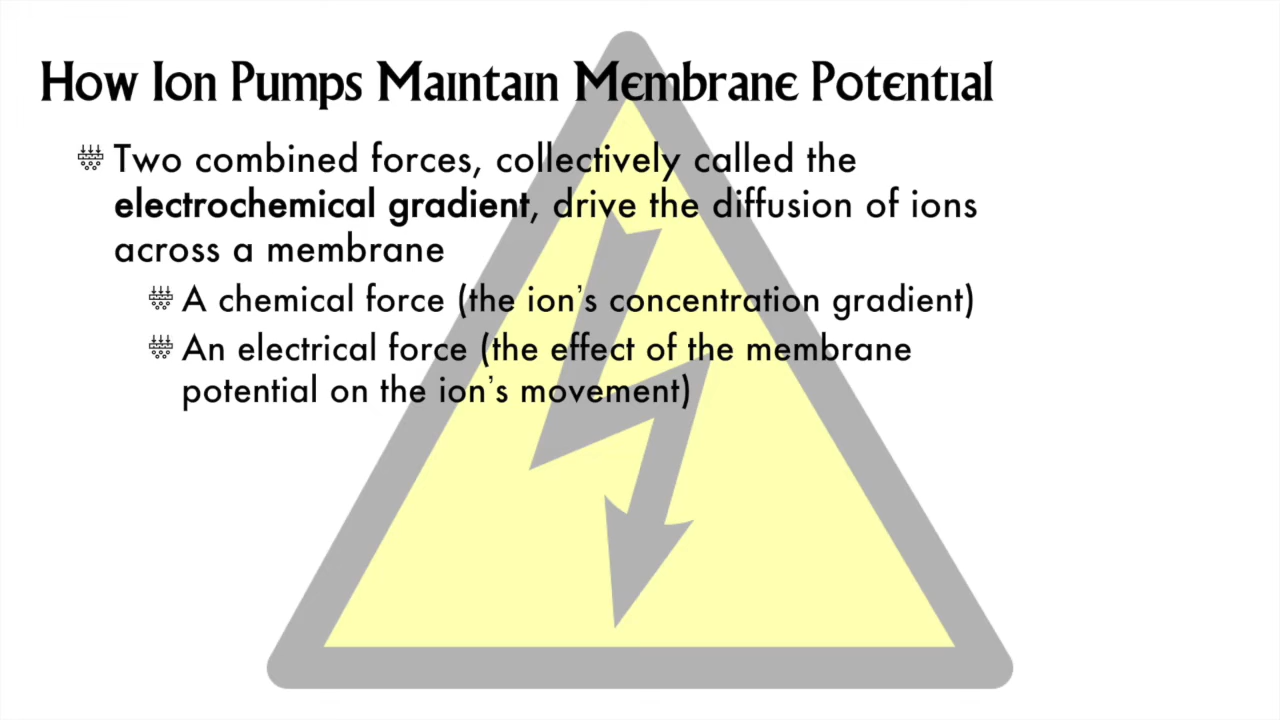 How Ion Pumps Maintain Membrane Potential
Two combined forces, collectively called the
electrochemical gradient, drive the diffusion of ions
across a membrane
A chemical force (the ion’s concentration gradient)
An electrical force (the effect of the membrane
potential on the ion’s movement)